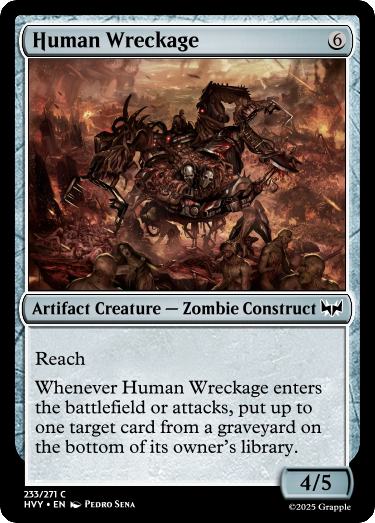 Human Wreckage 6
Artifact Creature — Zombie Construct
Reach
Whenever Human Wreckage enters
the battlefield or attacks, put up to
one target card from a graveyard on
the bottom of its owner's library.
4/5
233/271 C
HVY • EN Pedro Sena
©2025 Grapple